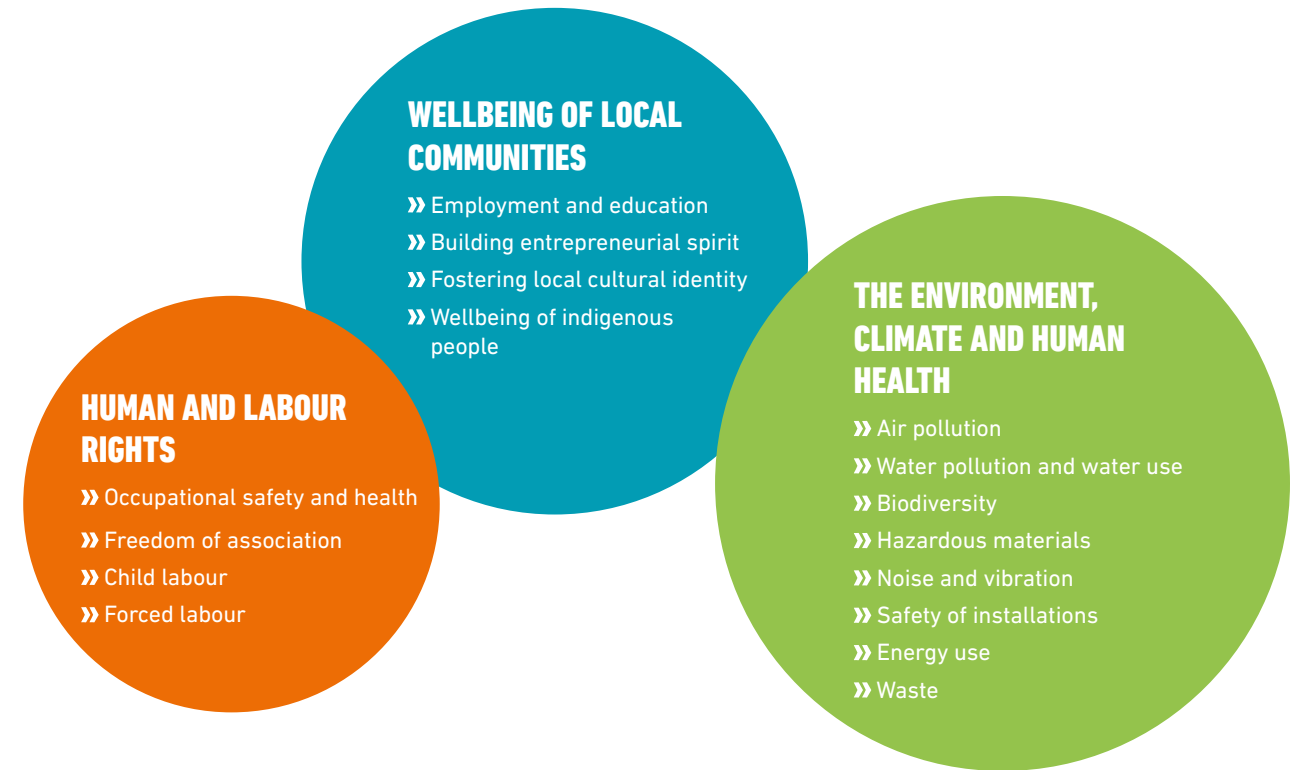 WELLBEING OF LOCAL
COMMUNITIES
» Employment and education
» Building entrepreneurial spirit
» Fostering local cultural identity
» Wellbeing of indigenous
people
HUMAN AND LABOUR
RIGHTS
» Occupational safety and health
» Freedom of association
» Child labour
» Forced labour
THE ENVIRONMENT,
CLIMATE AND HUMAN
HEALTH
» Air pollution
» Water pollution and water use
» Biodiversity
» Hazardous materials
» Noise and vibration
» Safety of installations
» Energy use
» Waste